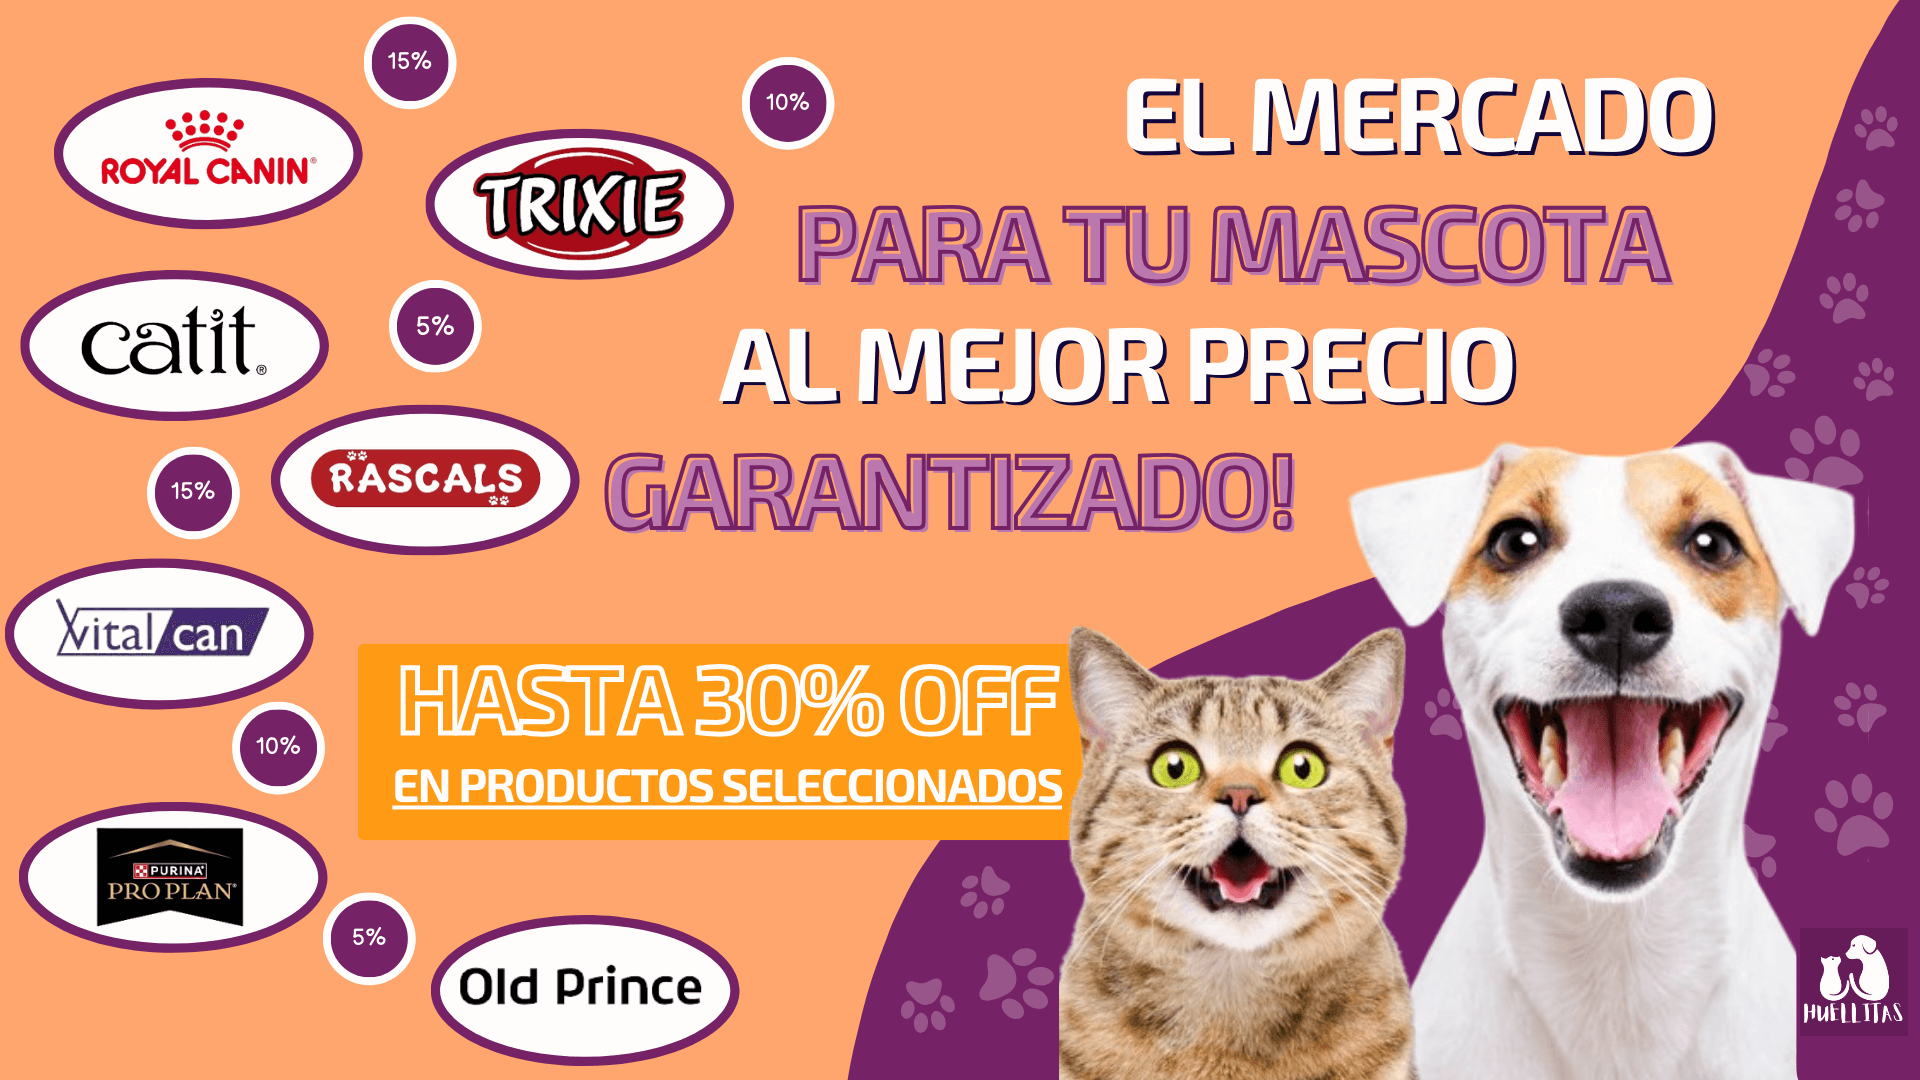 15%
ROYAL CANIN®
10%
TRIXIE
catit®
5%
RASCALS
15%
Vital can
10%
PURINA®
PRO PLAN®
5%
Old Prince
EL MERCADO
PARA TU MASCOTA
AL MEJOR PRECIO
GARANTIZADO!
HASTA 30% OFF
EN PRODUCTOS SELECCIONADOS
HUELLITAS